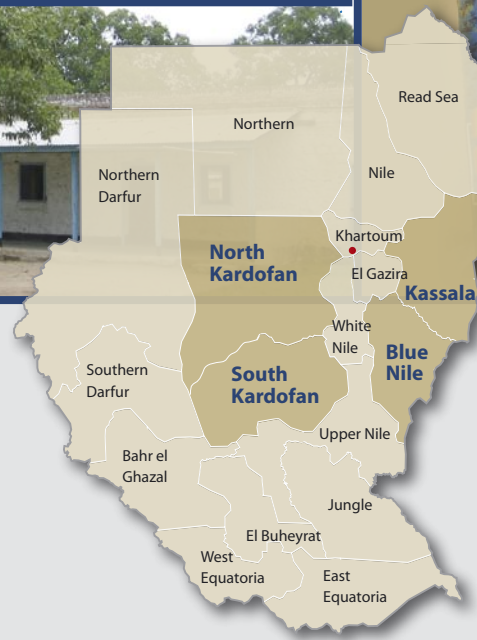 Read Sea
Northern
Nile
Northern
Darfur
Khartoum
North
Kardofan
El Gazira
Kassala
White
Nile
Blue
Nile
Southern
Darfur
South
Kardofan
Upper Nile
Bahr el
Ghazal
Jungle
El Buheyrat
West
Equatoria
East
Equatoria